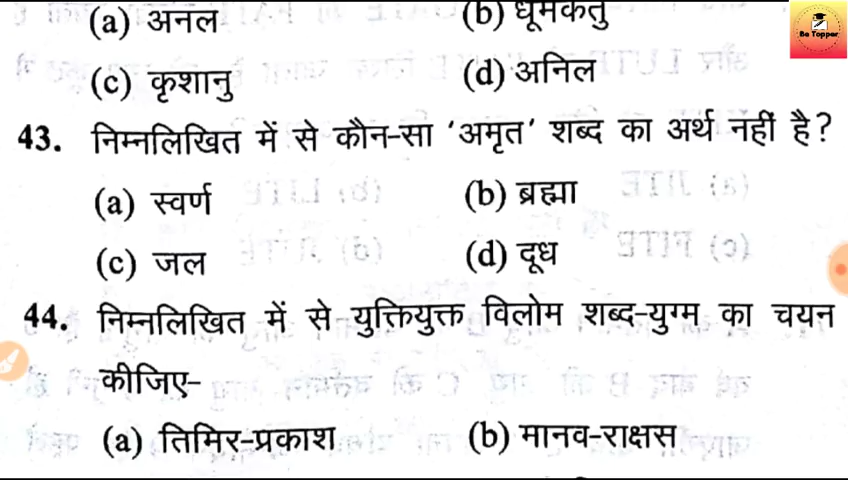 (a) अनल (b) धूमकेतु
(c) कृशानु (d) अनिल
43. निम्नलिखित में से कौन-सा 'अमृत' शब्द का अर्थ नहीं है?
(a) स्वर्ण (b) ब्रह्मा
(c) जल (d) दूध
44. निम्नलिखित में से युक्तियुक्त विलोम शब्द-युग्म का चयन
कीजिए-
(a) तिमिर-प्रकाश (b) मानव-राक्षस
Be Topper